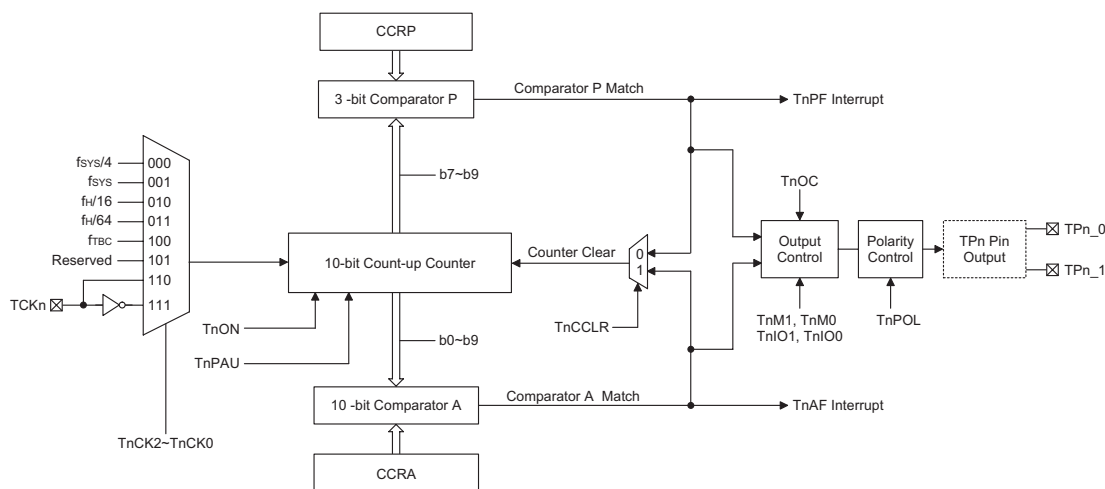 CCRP
3 -bit Comparator P
Comparator P Match
TnPF Interrupt
fSYS/4
000
fSYS
001
fH/16
010
fH/64
011
fTBC
100
Reserved
101
110
TCKn
111
b7~b9
TnOC
10-bit Count-up Counter
Counter Clear
0
1
Output
Control
Polarity
Control
TPn Pin
Output
TPn_0
TPn_1
TnON
TnPAU
b0~b9
TnCCLR
TnM1, TnM0
TnIO1, TnIO0
TnPOL
10 -bit Comparator A
Comparator A Match
TnAF Interrupt
TnCK2~TnCK0
CCRA